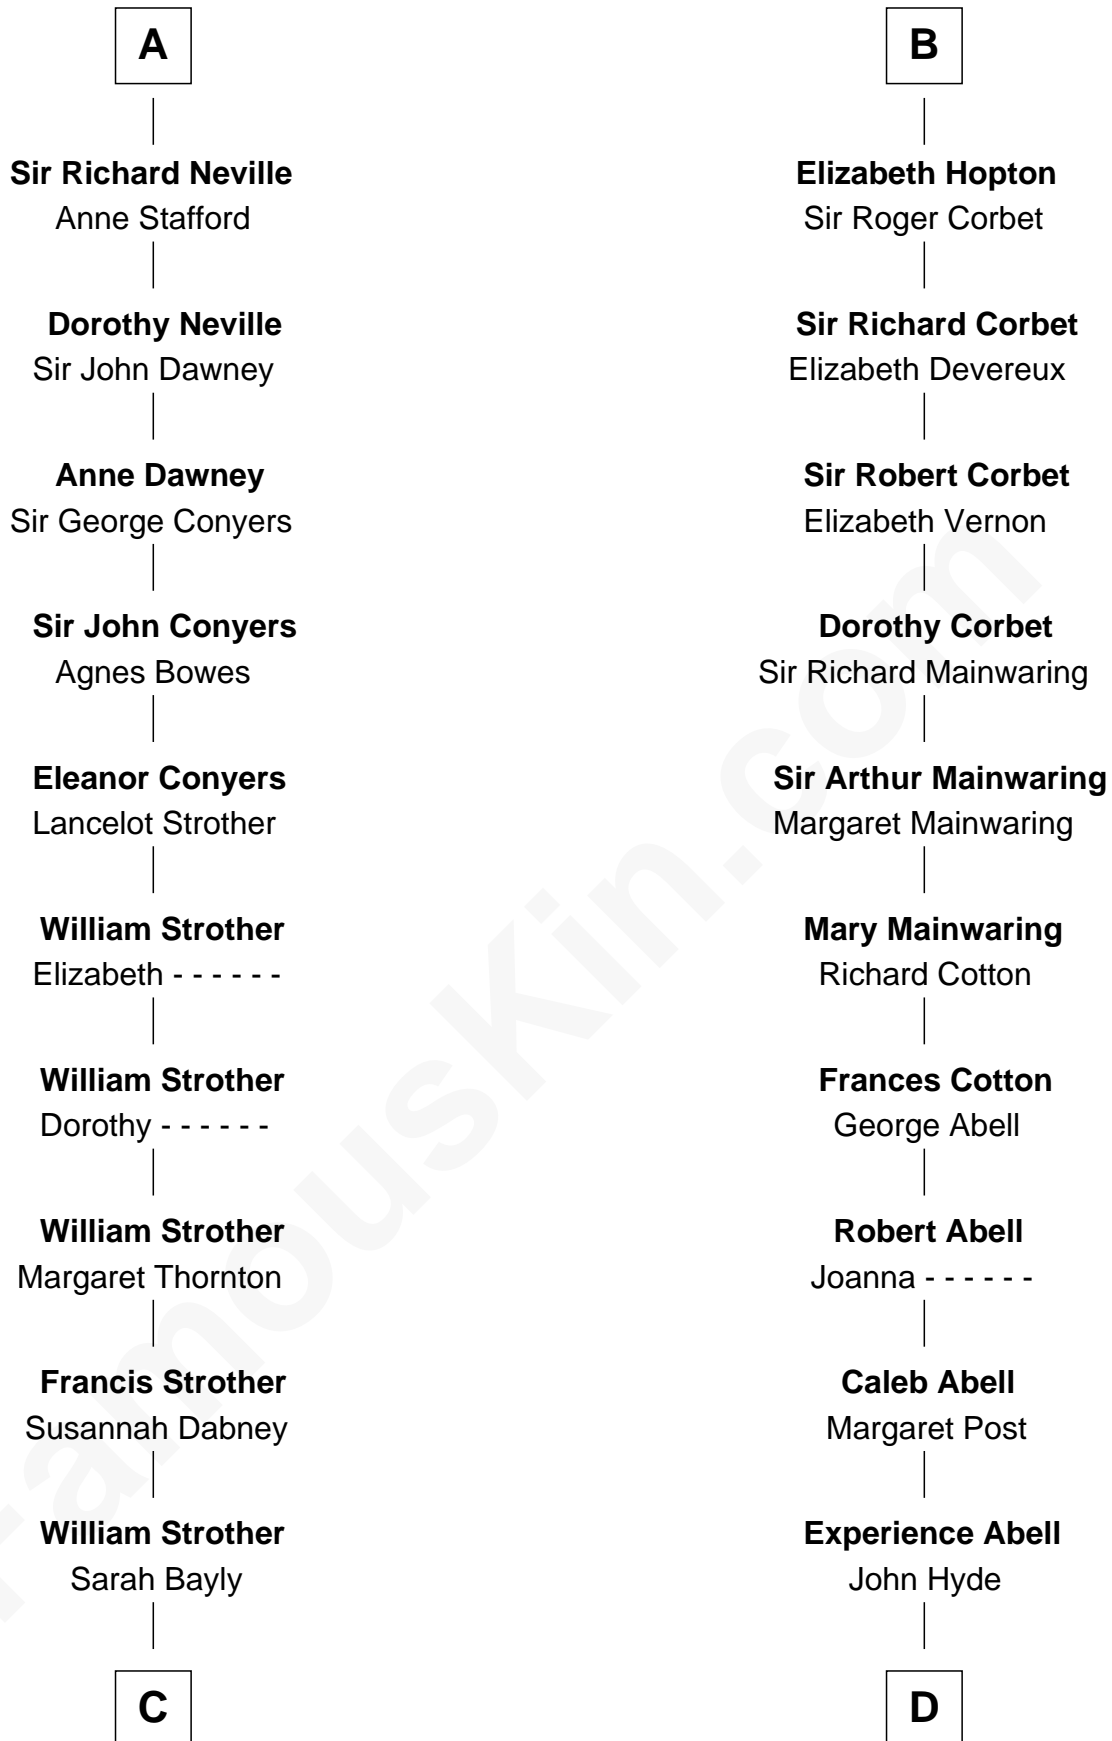 A
Sir Richard Neville
Anne Stafford
Dorothy Neville
Sir John Dawney
Anne Dawney
Sir George Conyers
Sir John Conyers
Agnes Bowes
Eleanor Conyers
Lancelot Strother
William Strother
Elizabeth - - - - - -
William Strother
Dorothy - - - - - -
William Strother
Margaret Thornton
Francis Strother
Susannah Dabney
William Strother
Sarah Bayly
C
B
Elizabeth Hopton
Sir Roger Corbet
Sir Richard Corbet
Elizabeth Devereux
Sir Robert Corbet
Elizabeth Vernon
Dorothy Corbet
Sir Richard Mainwaring
Sir Arthur Mainwaring
Margaret Mainwaring
Mary Mainwaring
Richard Cotton
Frances Cotton
George Abell
Robert Abell
Joanna - - - - - -
Caleb Abell
Margaret Post
Experience Abell
John Hyde
D
FamousKin.com